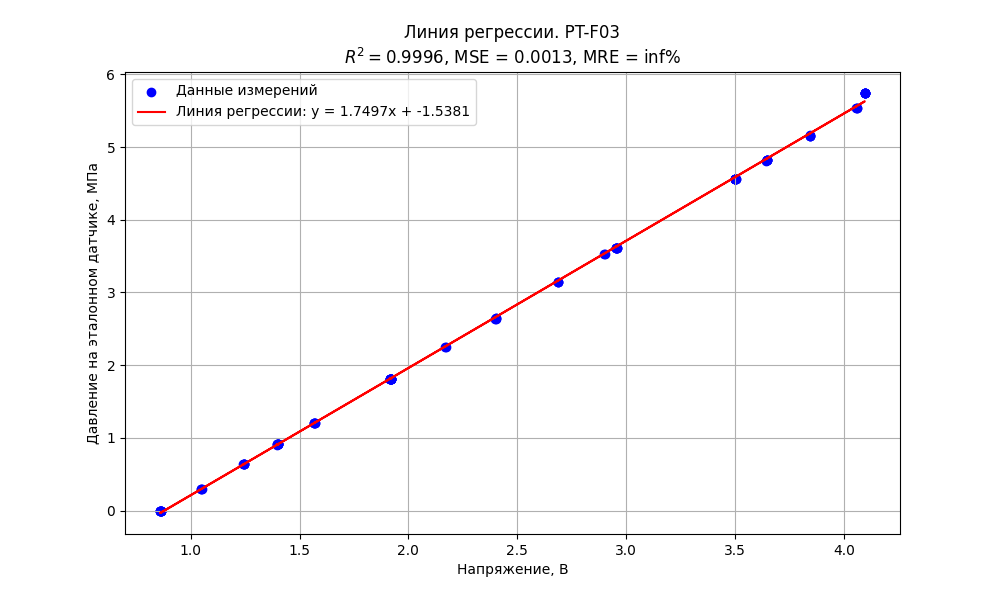 Линия регрессии. PT-F03
R² = 0.9996, MSE = 0.0013, MRE = inf%
Данные измерений
Линия регрессии: y = 1.7497x + -1.5381
Давление на эталонном датчике, МПа
6
5
4
3
2
1
0
1.0 1.5 2.0 2.5 3.0 3.5 4.0
Напряжение, В